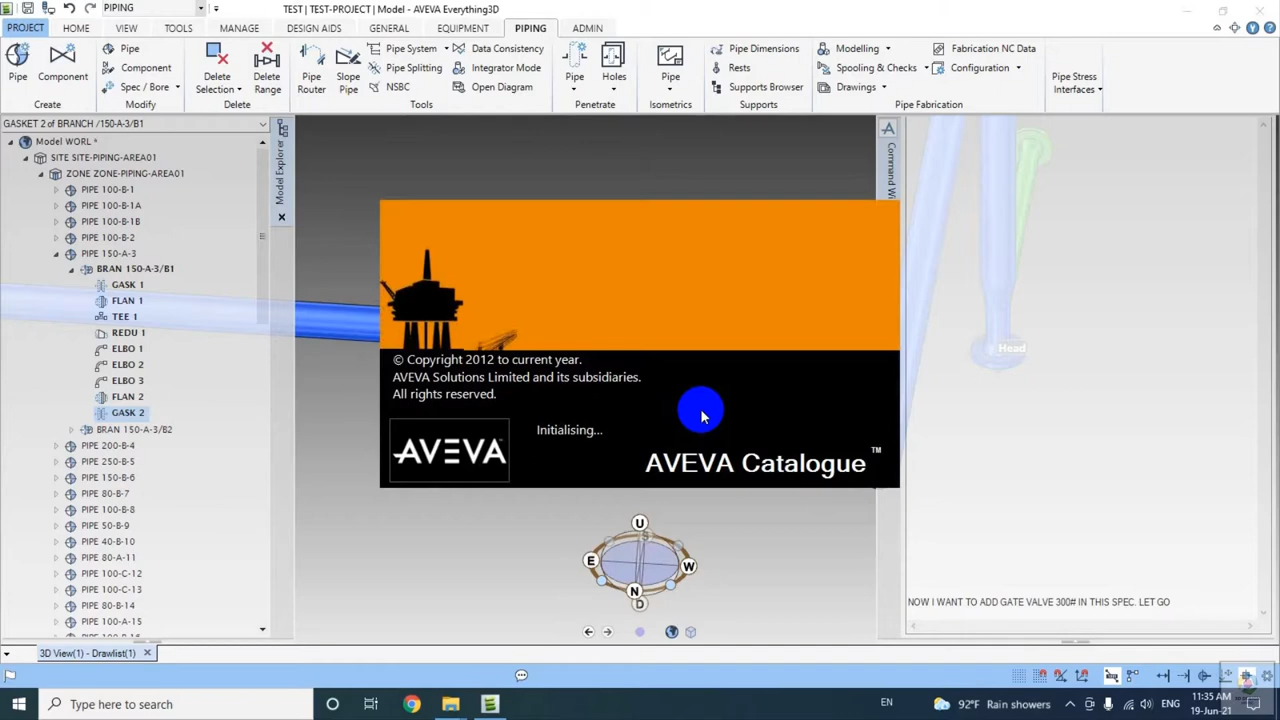 PIPING
TEST | TEST-PROJECT | Model - AVEVA Everything3D
PROJECT HOME VIEW TOOLS MANAGE DESIGN AIDS GENERAL EQUIPMENT PIPING ADMIN
Pipe
Component
Create
Pipe
Component
Spec / Bore
Modify
Delete Selection
Delete Range
Delete
Pipe Router
Slope Pipe
Pipe System
Pipe Splitting
NSBC
Data Consistency
Integrator Mode
Open Diagram
Tools
Pipe
Holes
Penetrate
Pipe
Isometrics
Pipe Dimensions
Rests
Supports Browser
Supports
Modelling
Spooling & Checks
Drawings
Fabrication NC Data
Configuration
Pipe Fabrication
Pipe Stress Interfaces
GASKET 2 of BRANCH /150-A-3/B1
Model WORL *
SITE SITE-PIPING-AREA01
ZONE ZONE-PIPING-AREA01
PIPE 100-B-1
PIPE 100-B-1A
PIPE 100-B-1B
PIPE 100-B-2
PIPE 150-A-3
BRAN 150-A-3/B1
GASK 1
FLAN 1
TEE 1
REDU 1
ELBO 1
ELBO 2
ELBO 3
FLAN 2
GASK 2
BRAN 150-A-3/B2
PIPE 200-B-4
PIPE 250-B-5
PIPE 150-B-6
PIPE 80-B-7
PIPE 100-B-8
PIPE 50-B-9
PIPE 40-B-10
PIPE 80-A-11
PIPE 100-C-12
PIPE 100-C-13
PIPE 80-B-14
PIPE 100-A-15
PIPE 100-B-16
Model Explorer
© Copyright 2012 to current year.
AVEVA Solutions Limited and its subsidiaries.
All rights reserved.
AVEVA
Initialising...
AVEVA Catalogue ™
U
S
E
W
N
D
Command Wi
Head
NOW I WANT TO ADD GATE VALVE 300# IN THIS SPEC. LET GO
3D View(1) - Drawlist(1)
Type here to search
EN
92°F Rain showers
ENG
11:35 AM
19-Jun-21